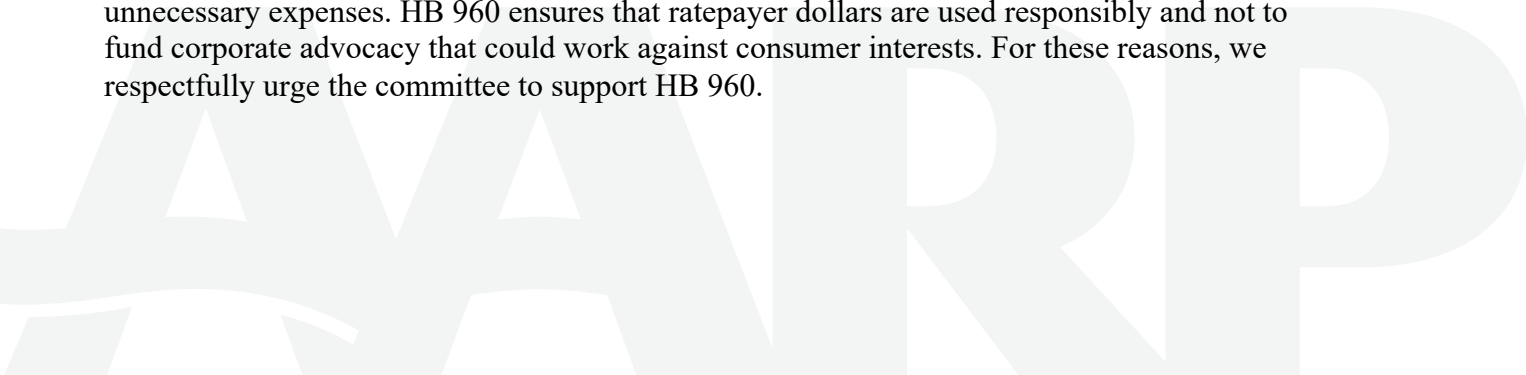 unnecessary expenses. HB 960 ensures that ratepayer dollars are used responsibly and not to
fund corporate advocacy that could work against consumer interests. For these reasons, we
respectfully urge the committee to support HB 960.
AARP